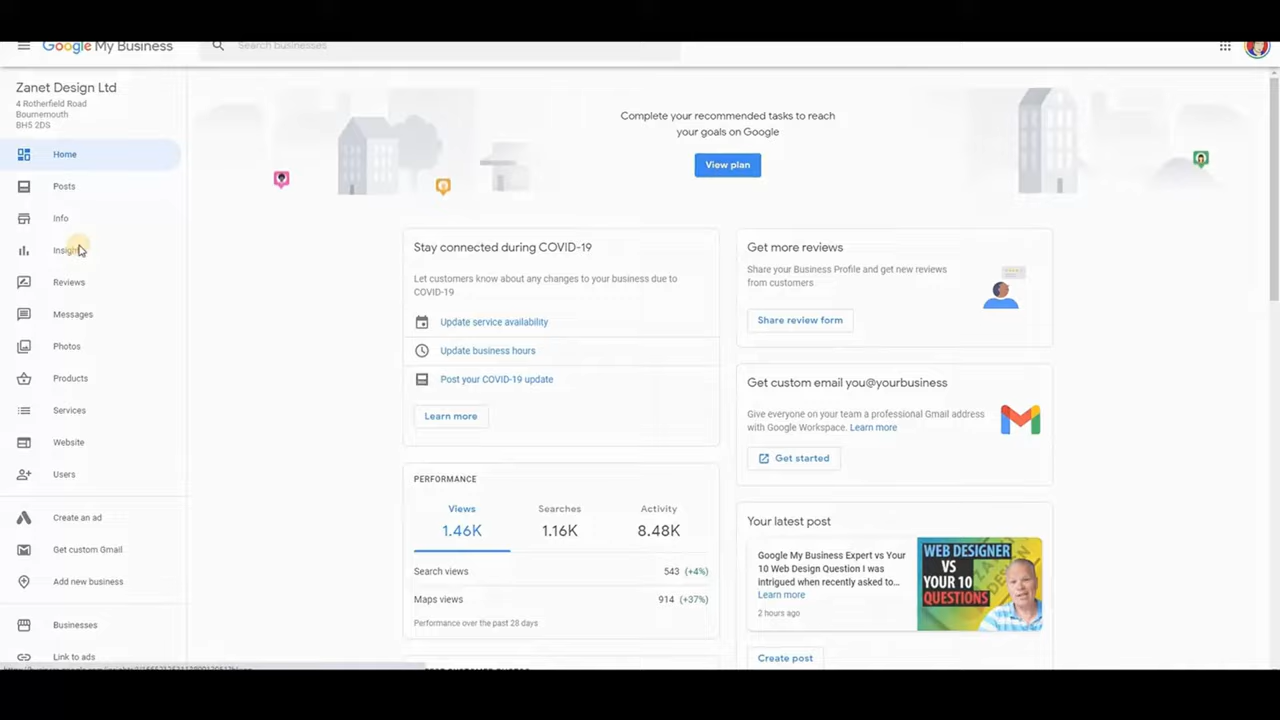 Google My Business
Search businesses
Zanet Design Ltd
4 Rotherfield Road
Bournemouth
BH5 2DS
Home
Posts
Info
Insights
Reviews
Messages
Photos
Products
Services
Website
Users
Create an ad
Get custom Gmail
Add new business
Businesses
Link to ads
Complete your recommended tasks to reach
your goals on Google
View plan
Stay connected during COVID-19
Let customers know about any changes to your business due to
COVID-19
Update service availability
Update business hours
Post your COVID-19 update
Learn more
PERFORMANCE
Views
Searches
Activity
1.46K
1.16K
8.48K
Search views
543 (+4%)
Maps views
914 (+37%)
Performance over the past 28 days
Get more reviews
Share your Business Profile and get new reviews
from customers
Share review form
Get custom email you@yourbusiness
Give everyone on your team a professional Gmail address
with Google Workspace. Learn more
Get started
Your latest post
Google My Business Expert vs Your
10 Web Design Question I was
intrigued when recently asked to...
Learn more
2 hours ago
WEB DESIGNER
VS
YOUR 10
QUESTIONS
Create post